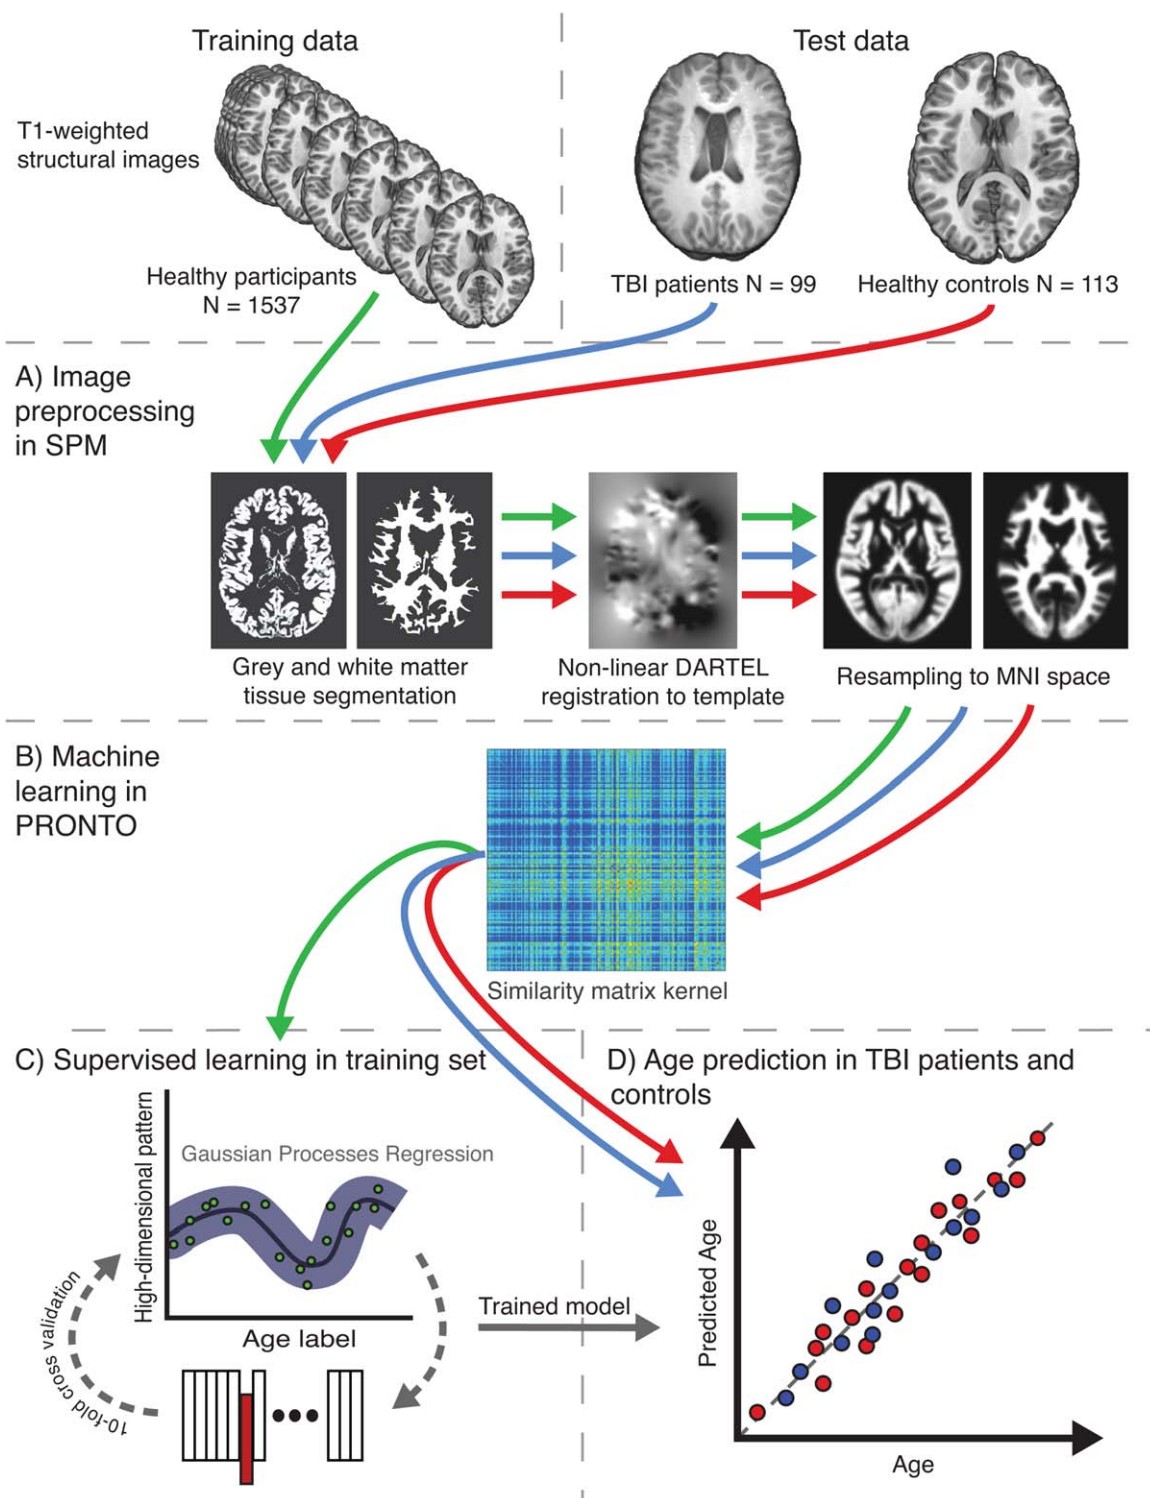 Training data
Test data
T1-weighted
structural images
Healthy participants
N = 1537
TBI patients N = 99
Healthy controls N = 113
A) Image
preprocessing
in SPM
Grey and white matter
tissue segmentation
Non-linear DARTEL
registration to template
Resampling to MNI space
B) Machine
learning in
PRONTO
Similarity matrix kernel
C) Supervised learning in training set
High-dimensional pattern
Gaussian Processes Regression
Age label
10-fold cross validation
Trained model
D) Age prediction in TBI patients and
controls
Predicted Age
Age